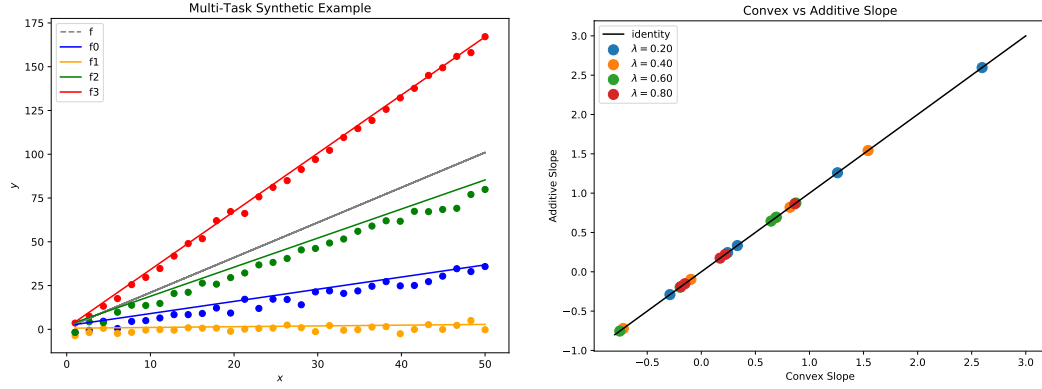 Multi-Task Synthetic Example
175
150
125
100
75
50
25
0
y
f
f0
f1
f2
f3
0
10
20
30
40
50
x
Convex vs Additive Slope
3.0
2.5
2.0
1.5
1.0
0.5
0.0
−0.5
−1.0
Additive Slope
identity
λ = 0.20
λ = 0.40
λ = 0.60
λ = 0.80
−0.5
0.0
0.5
1.0
1.5
2.0
2.5
3.0
Convex Slope